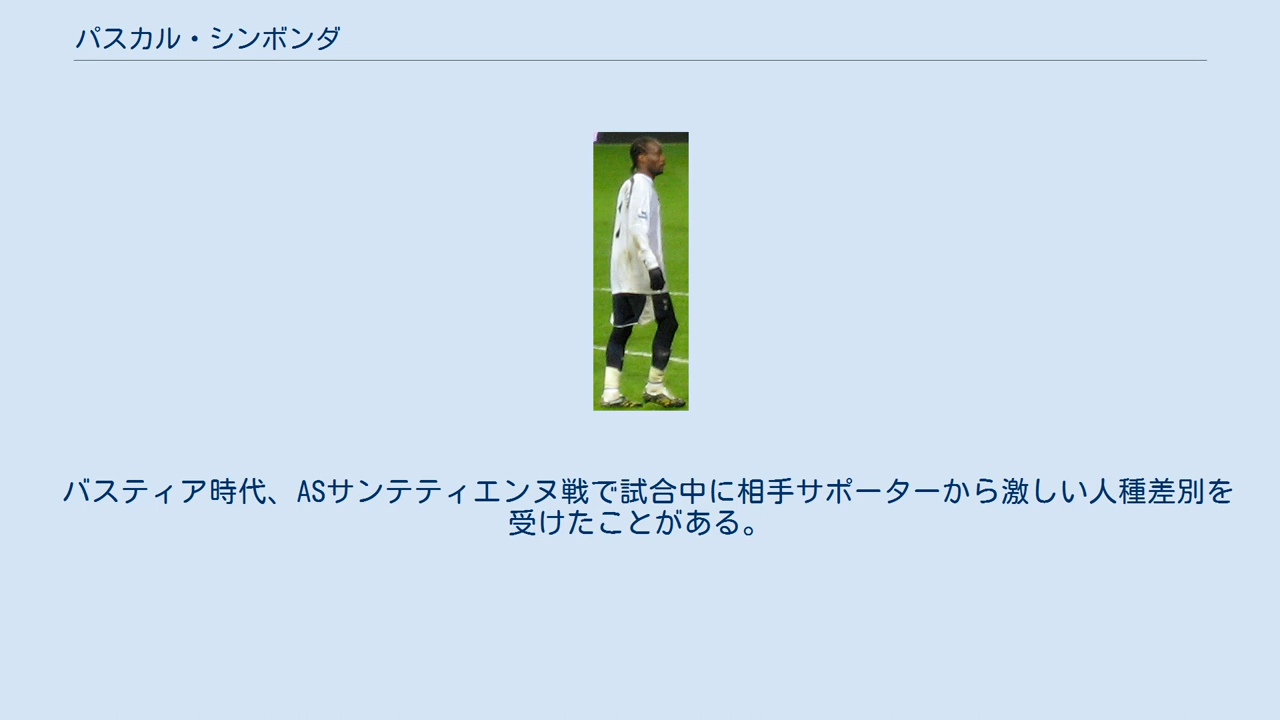 パスカル・シンボンダ
バスティア時代、ASサンテティエンヌ戦で試合中に相手サポーターから激しい人種差別を
受けたことがある。